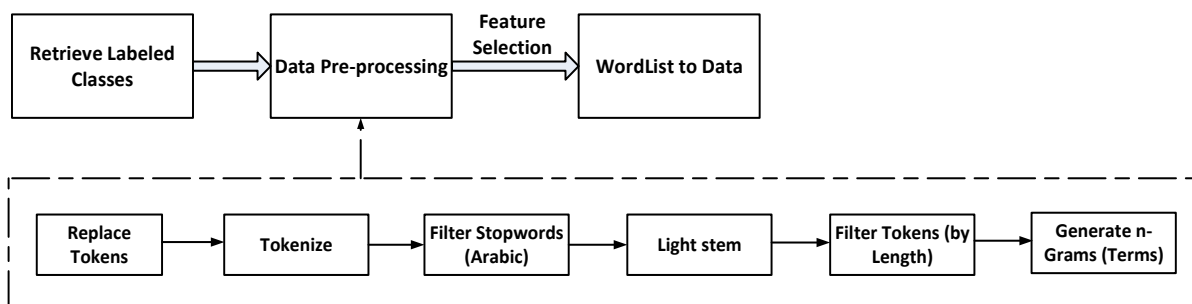 Retrieve Labeled
Classes
Data Pre-processing
Feature
Selection
WordList to Data
Replace
Tokens
Tokenize
Filter Stopwords
(Arabic)
Light stem
Filter Tokens (by
Length)
Generate n-
Grams (Terms)